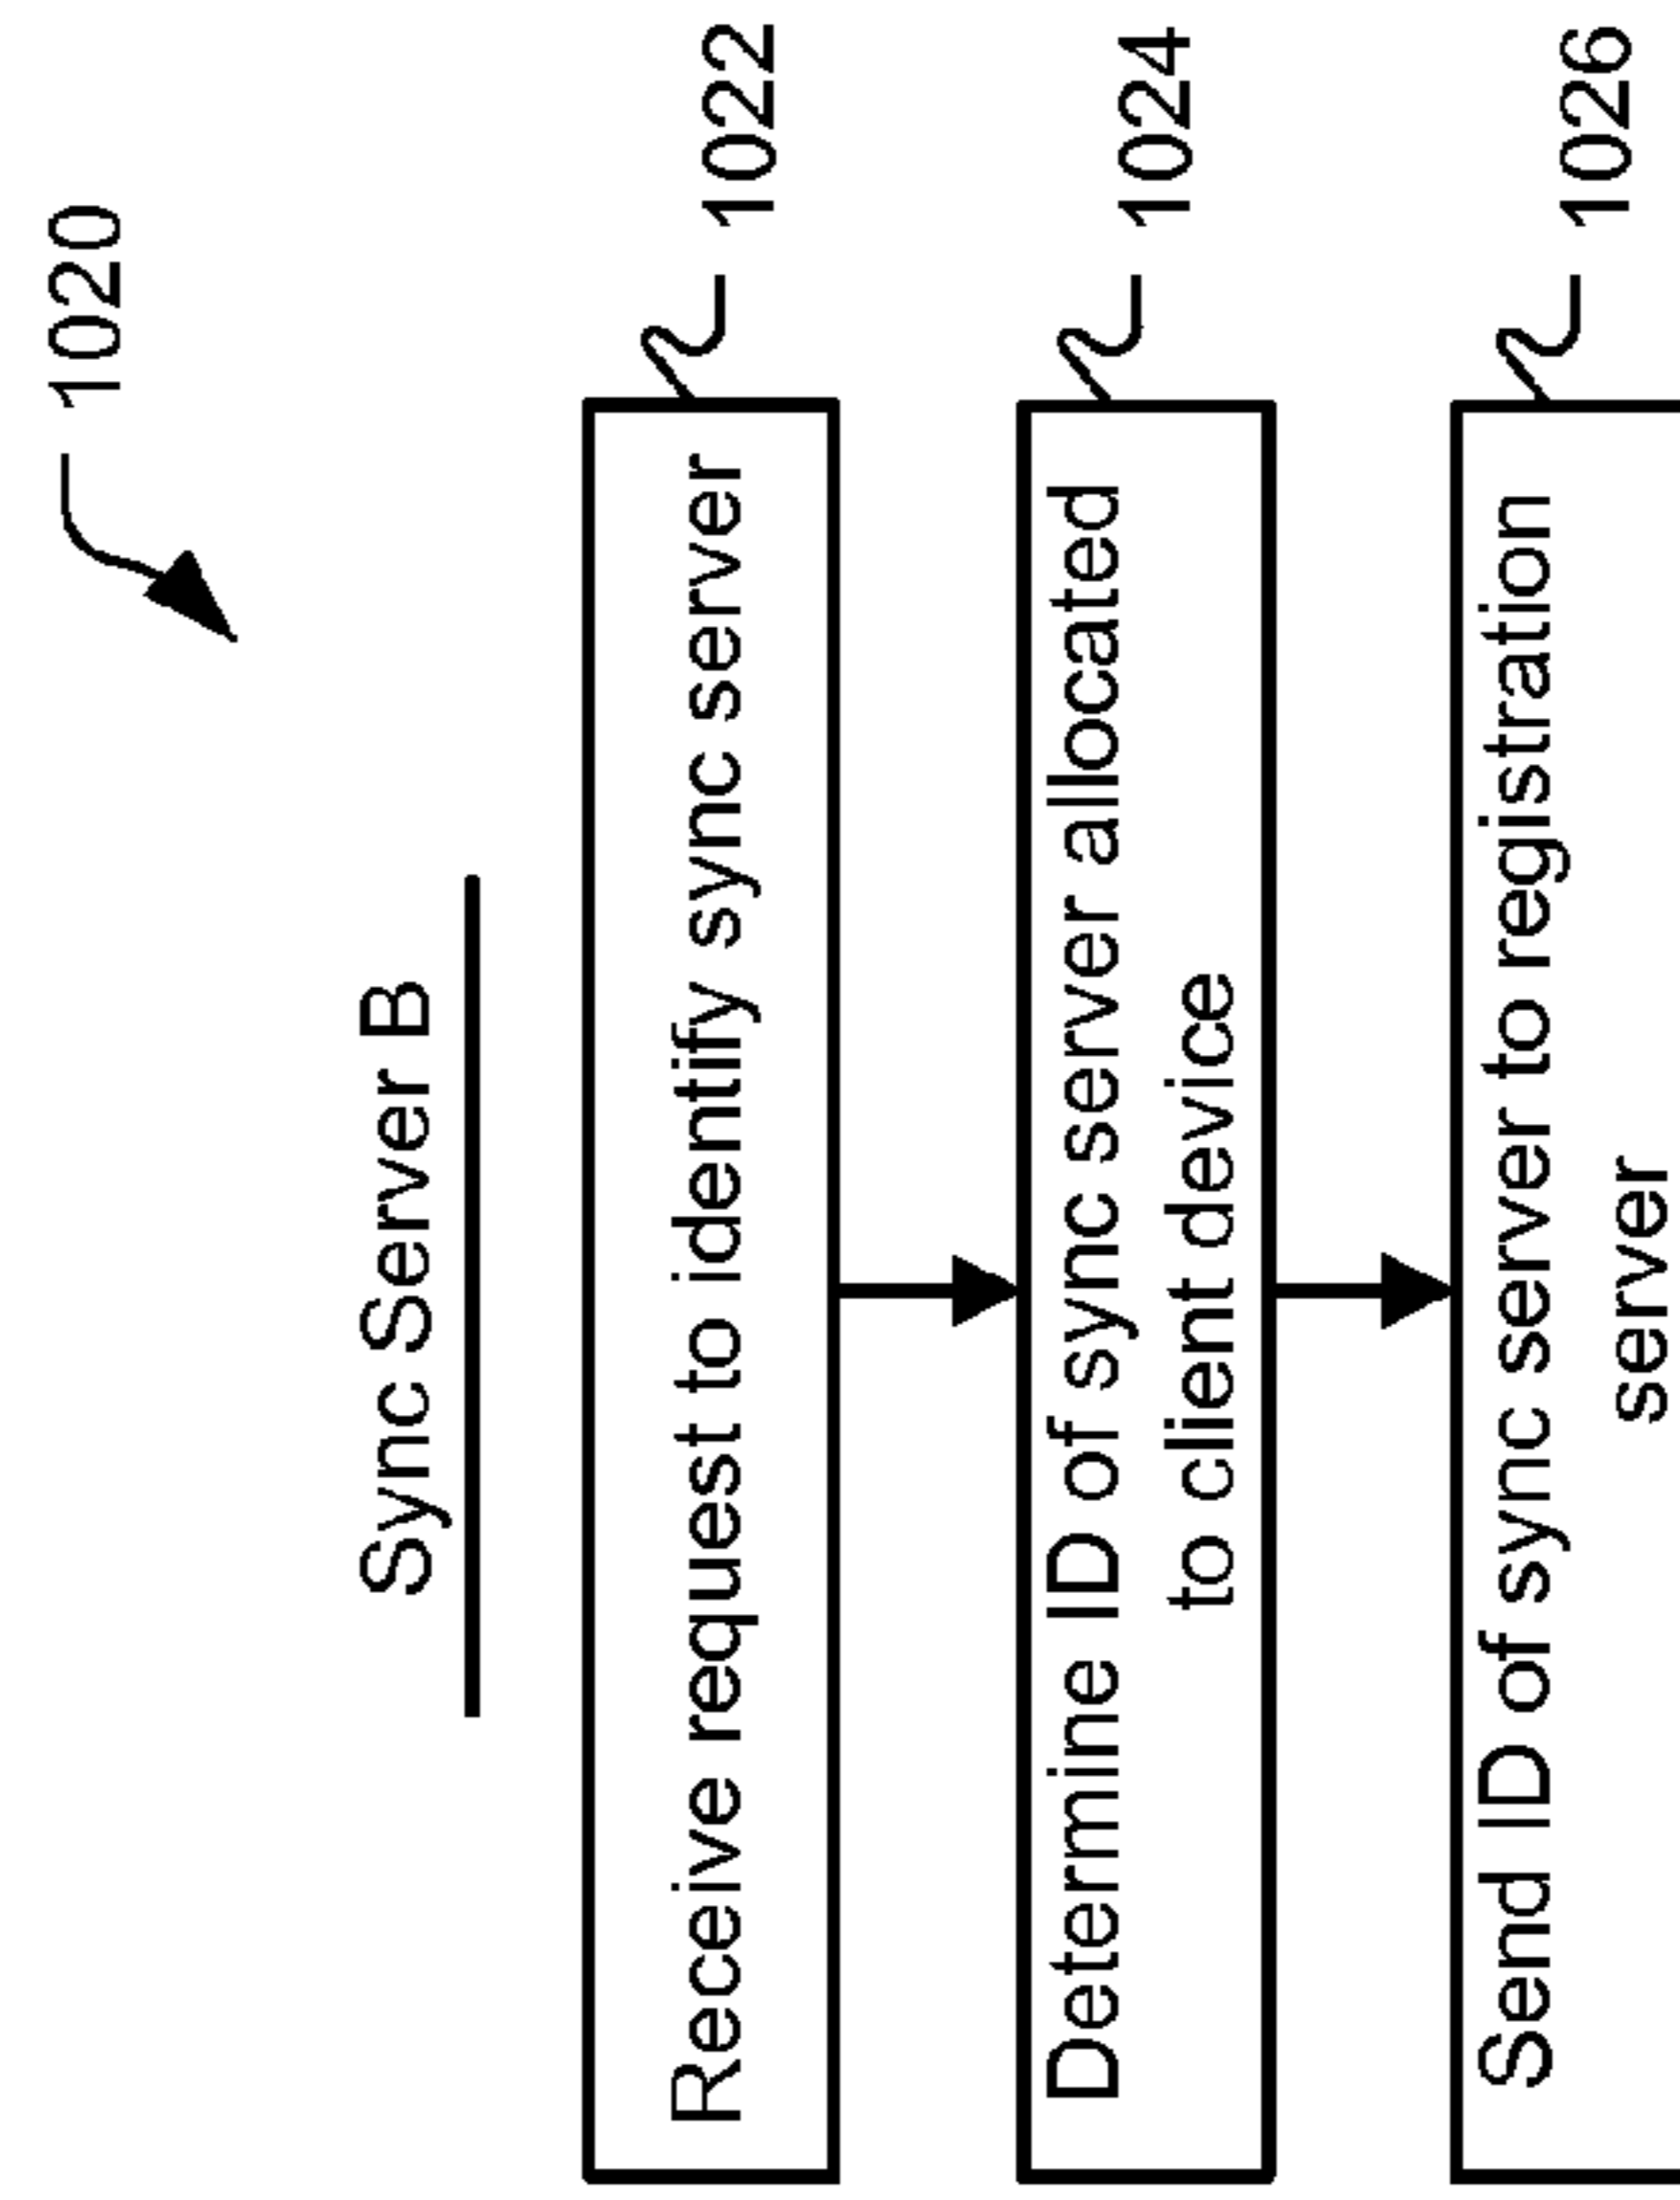 1020
Sync Server B
Receive request to identify sync server
1022
Determine ID of sync server allocated
to client device
1024
Send ID of sync server to registration
server
1026